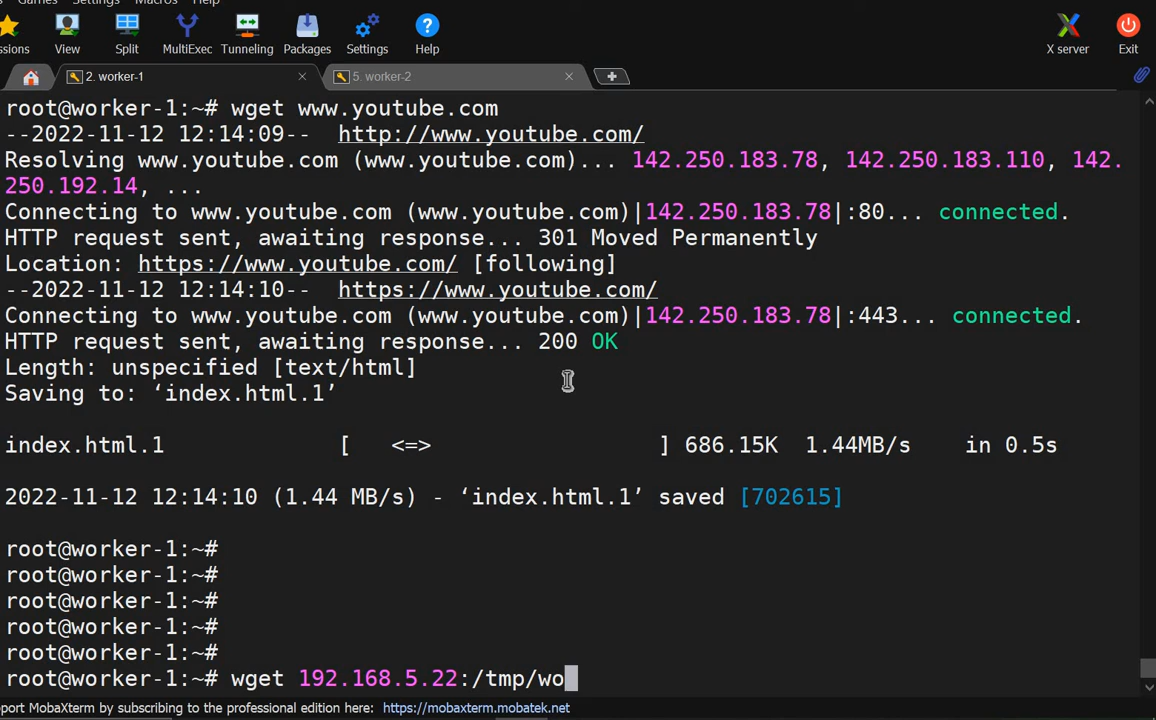 Games Settings Macros Help
ssions View Split MultiExec Tunneling Packages Settings Help X server Exit
2. worker-1 5. worker-2
root@worker-1:~# wget www.youtube.com
--2022-11-12 12:14:09-- http://www.youtube.com/
Resolving www.youtube.com (www.youtube.com)... 142.250.183.78, 142.250.183.110, 142.
250.192.14, ...
Connecting to www.youtube.com (www.youtube.com)|142.250.183.78|:80... connected.
HTTP request sent, awaiting response... 301 Moved Permanently
Location: https://www.youtube.com/ [following]
--2022-11-12 12:14:10-- https://www.youtube.com/
Connecting to www.youtube.com (www.youtube.com)|142.250.183.78|:443... connected.
HTTP request sent, awaiting response... 200 OK
Length: unspecified [text/html]
Saving to: ‘index.html.1’
index.html.1 [ <=> ] 686.15K 1.44MB/s in 0.5s
2022-11-12 12:14:10 (1.44 MB/s) - ‘index.html.1’ saved [702615]
root@worker-1:~#
root@worker-1:~#
root@worker-1:~#
root@worker-1:~#
root@worker-1:~#
root@worker-1:~# wget 192.168.5.22:/tmp/wo
port MobaXterm by subscribing to the professional edition here: https://mobaxterm.mobatek.net